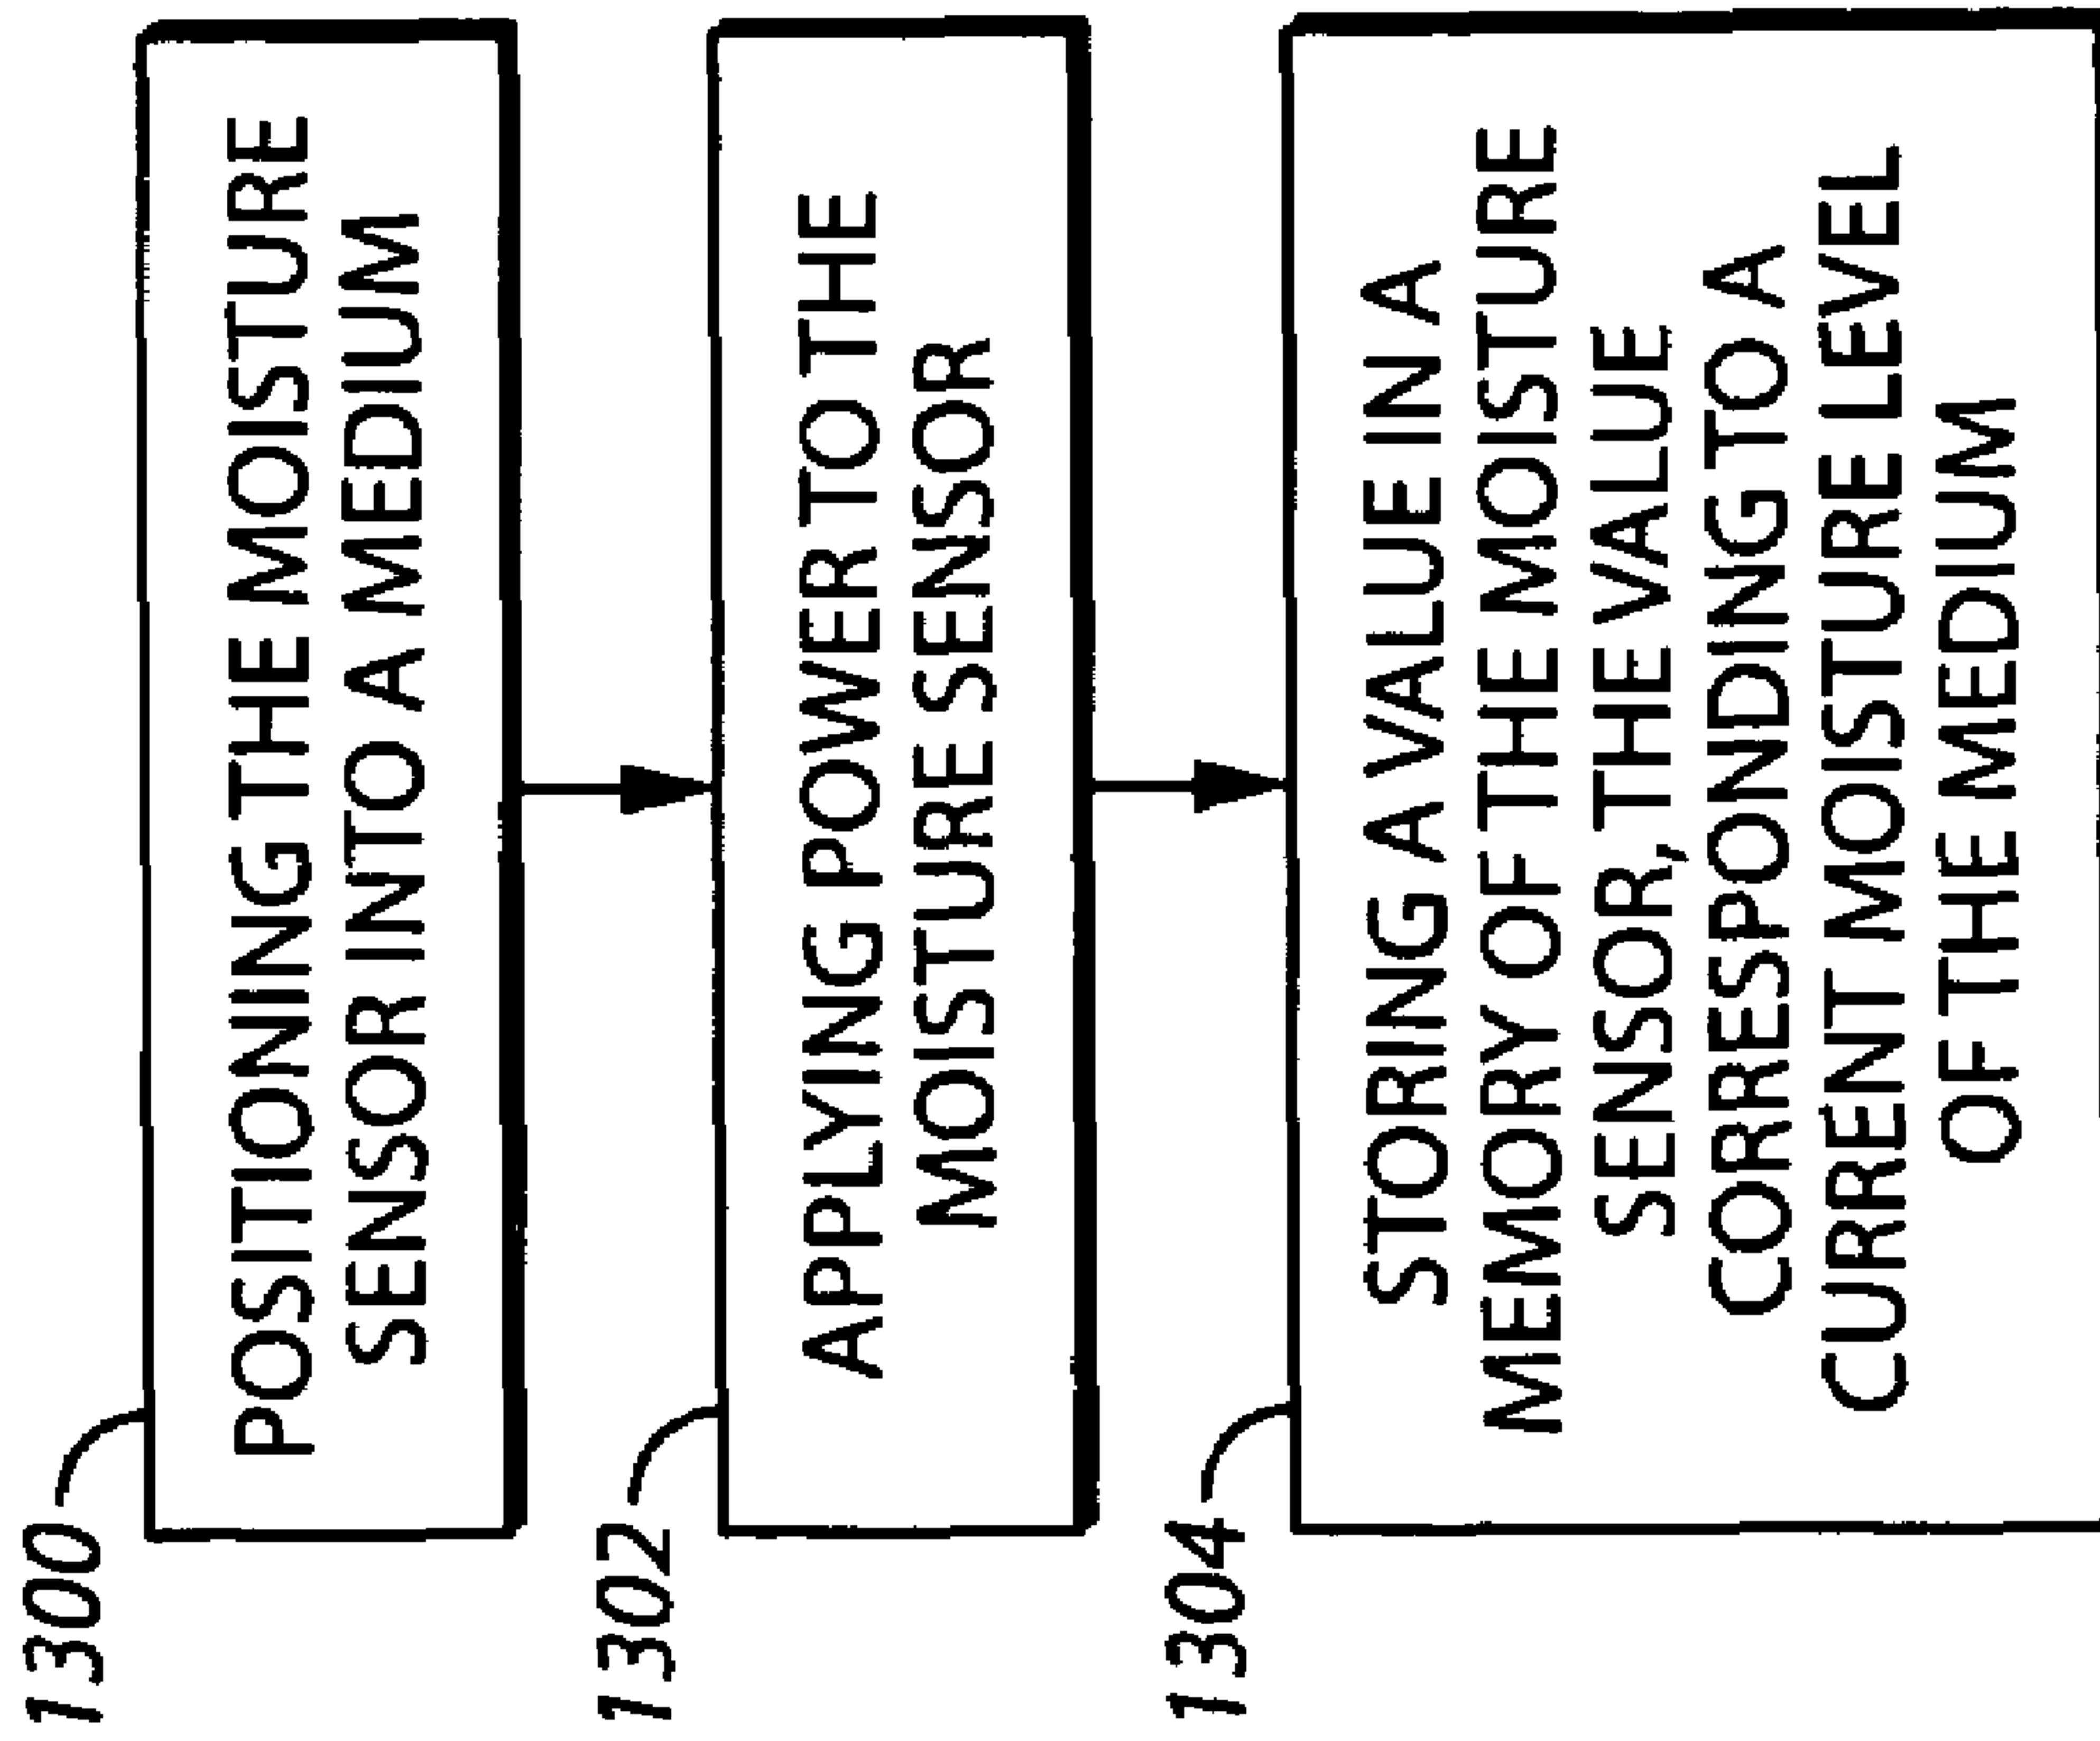 1300
POSITIONING THE MOISTURE
SENSOR INTO A MEDIUM
1302
APPLYING POWER TO THE
MOISTURE SENSOR
1304
STORING A VALUE IN A
MEMORY OF THE MOISTURE
SENSOR, THE VALUE
CORRESPONDING TO A
CURRENT MOISTURE LEVEL
OF THE MEDIUM